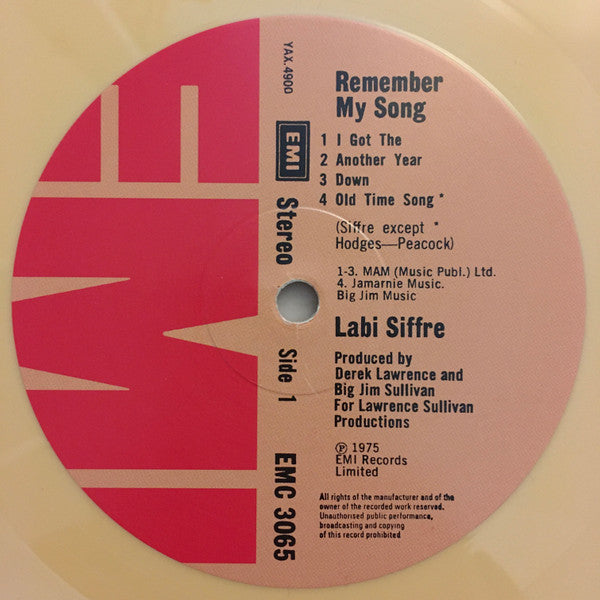 YAX.4900
EMI
Stereo
Side 1
EMC 3065
EMI
Remember
My Song
1 I Got The
2 Another Year
3 Down
4 Old Time Song *
(Siffre except *
Hodges—Peacock)
1-3. MAM (Music Publ.) Ltd.
4. Jamarnie Music.
Big Jim Music
Labi Siffre
Produced by
Derek Lawrence and
Big Jim Sullivan
For Lawrence Sullivan
Productions
℗ 1975
EMI Records
Limited
All rights of the manufacturer and of the
owner of the recorded work reserved.
Unauthorised public performance,
broadcasting and copying
of this record prohibited